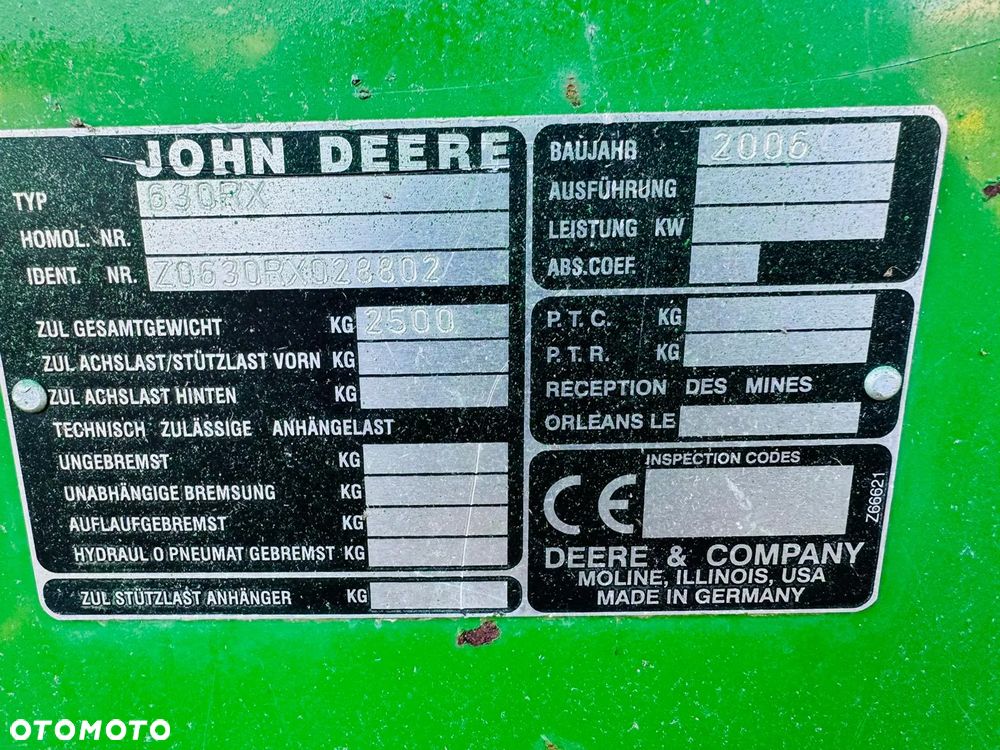 JOHN DEERE
TYP 630RX
HOMOL. NR.
IDENT. NR. Z0630RX028802
ZUL GESAMTGEWICHT KG 2500
ZUL ACHSLAST/STÜTZLAST VORN KG
ZUL ACHSLAST HINTEN KG
TECHNISCH ZULÄSSIGE ANHÄNGELAST
UNGEBREMST KG
UNABHÄNGIGE BREMSUNG KG
AUFLAUFGEBREMST KG
HYDRAUL O PNEUMAT GEBREMST KG
ZUL STÜTZLAST ANHÄNGER KG
BAUJAHR 2006
AUSFÜHRUNG
LEISTUNG KW
ABS.COEF.
P.T.C. KG
P.T.R. KG
RECEPTION DES MINES
ORLEANS LE
INSPECTION CODES
CE
Z66621
DEERE & COMPANY
MOLINE, ILLINOIS, USA
MADE IN GERMANY
OTOMOTO